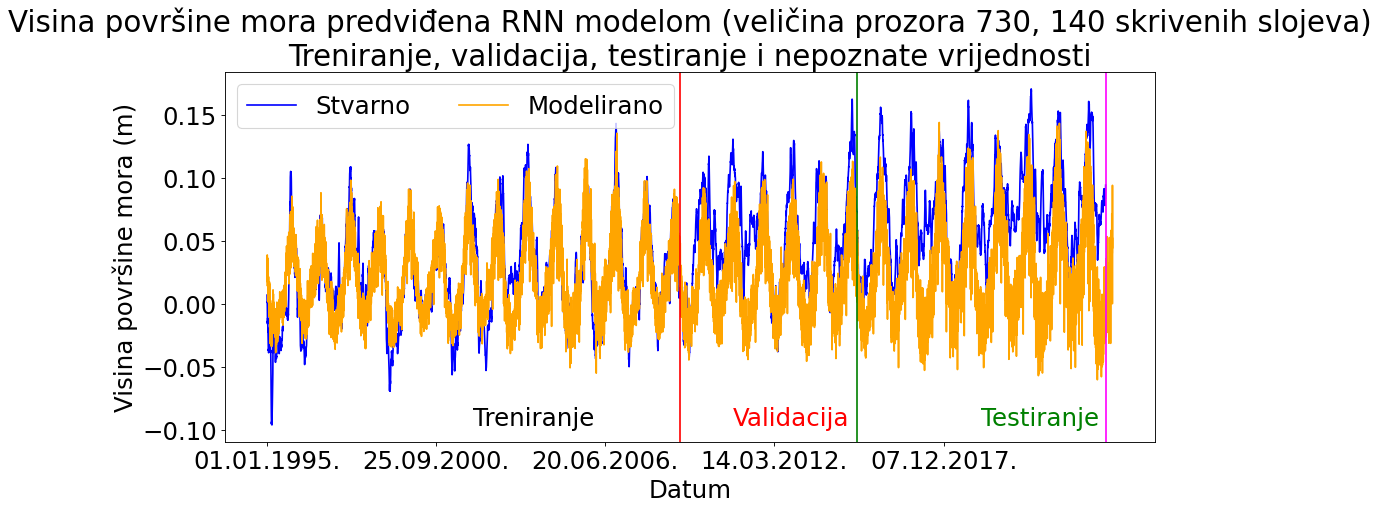 Visina površine mora predviđena RNN modelom (veličina prozora 730, 140 skrivenih slojeva)
Treniranje, validacija, testiranje i nepoznate vrijednosti
Stvarno Modelirano
Visina površine mora (m)
0.15
0.10
0.05
0.00
−0.05
−0.10
Treniranje Validacija Testiranje
01.01.1995. 25.09.2000. 20.06.2006. 14.03.2012. 07.12.2017.
Datum